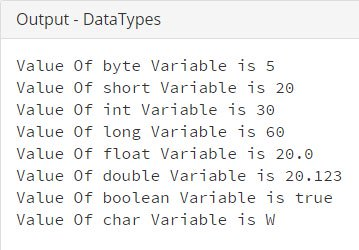 Output - DataTypes
Value Of byte Variable is 5
Value Of short Variable is 20
Value Of int Variable is 30
Value Of long Variable is 60
Value Of float Variable is 20.0
Value Of double Variable is 20.123
Value Of boolean Variable is true
Value Of char Variable is W